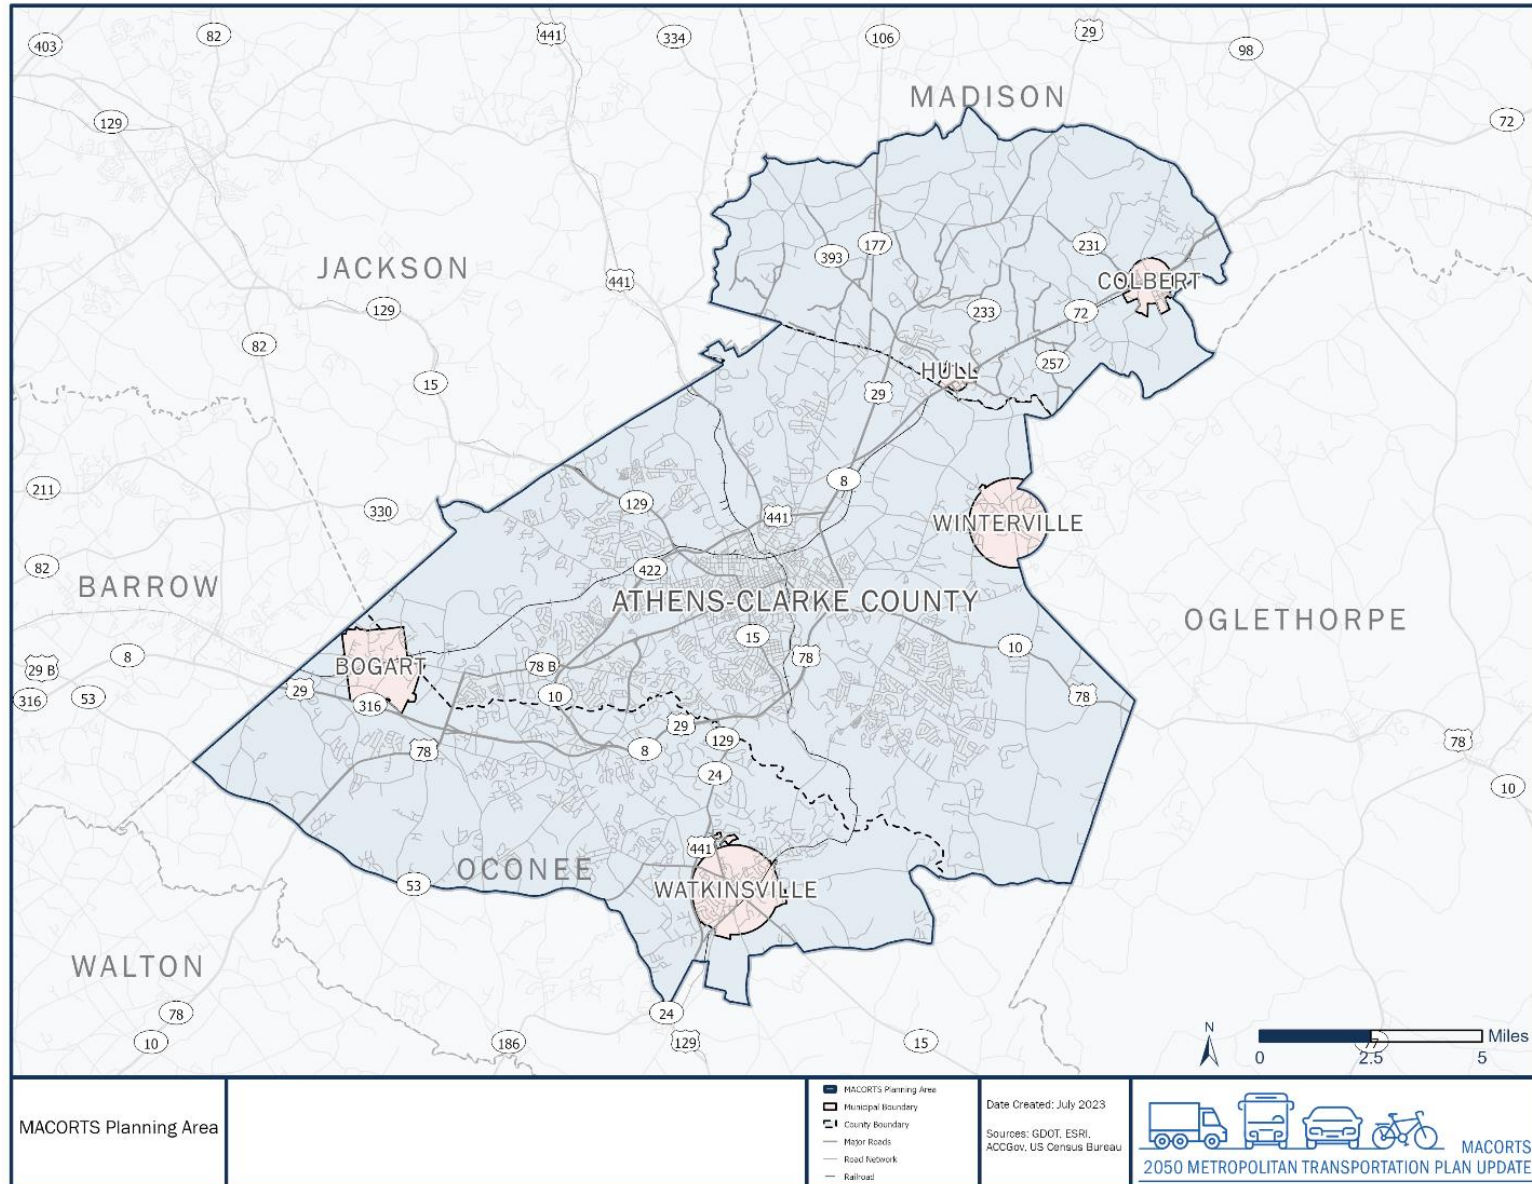 403
82
441
334
106
29
98
MADISON
129
72
JACKSON
441
393
177
231
COLBERT
129
233
72
82
HULL
257
15
29
211
330
129
8
441
WINTERVILLE
82
422
BARROW
ATHENS-CLARKE COUNTY
OGLETHORPE
8
15
10
29 B
BOGART
78 B
78
316
53
29
316
10
78
29
129
78
8
78
24
10
441
OCONEE
53
WATKINSVILLE
WALTON
78
24
10
186
129
15
77
N
Miles
0
2.5
5
MACORTS Planning Area
MACORTS Planning Area
Municipal Boundary
County Boundary
Major Roads
Road Network
Railroad
Date Created: July 2023
Sources: GDOT, ESRI,
ACCGov, US Census Bureau
MACORTS
2050 METROPOLITAN TRANSPORTATION PLAN UPDATE